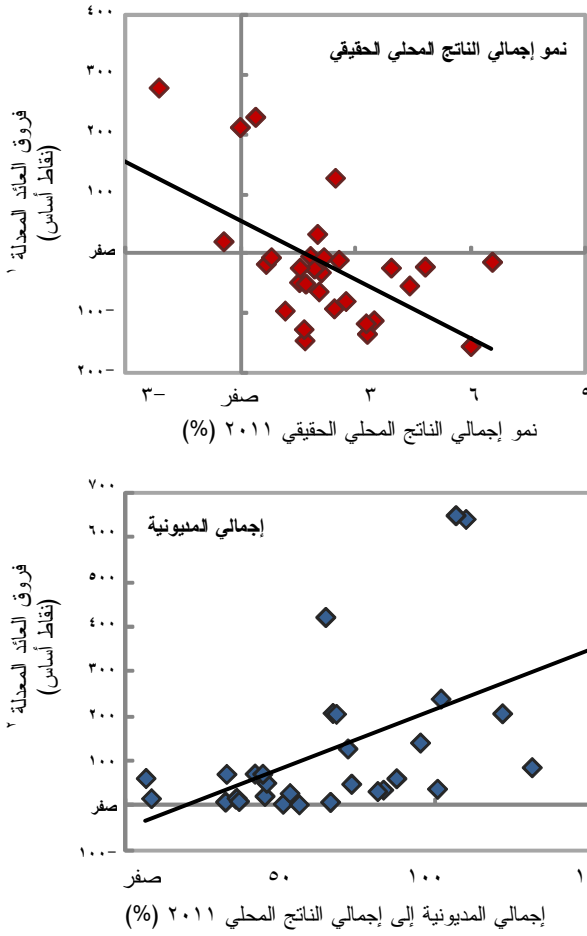 نمو إجمالي الناتج المحلي الحقيقي
فروق العائد المعدلة ١
(نقاط أساس)
٤٠٠
٣٠٠
٢٠٠
١٠٠
صفر
١٠٠-
٢٠٠-
٣- صفر ٣ ٦
نمو إجمالي الناتج المحلي الحقيقي ٢٠١١ (%)
إجمالي المديونية
فروق العائد المعدلة ٢
(نقاط أساس)
٧٠٠
٦٠٠
٥٠٠
٤٠٠
٣٠٠
٢٠٠
١٠٠
صفر
١٠٠-
صفر ٥٠ ١٠٠
إجمالي المديونية إلى إجمالي الناتج المحلي ٢٠١١ (%)